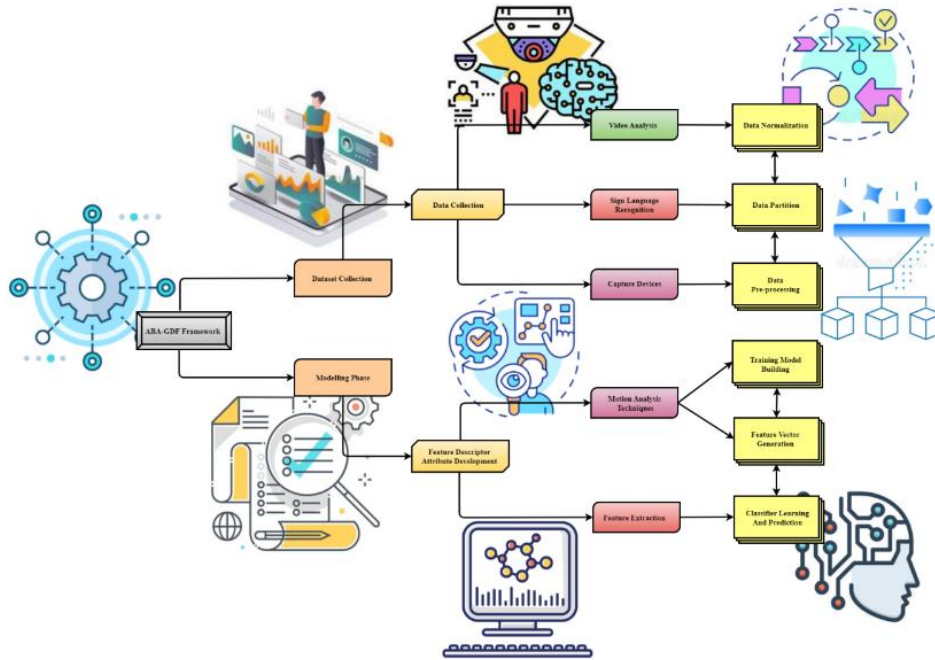 Video Analysis
Data Normalization
Data Collection
Sign Language
Recognition
Data Partition
Dataset Collection
Capture Devices
Data
Pre-processing
ABA-GDF Framework
Modelling Phase
Motion Analysis
Techniques
Training Model
Building
Feature Descriptor
Attribute Development
Feature Vector
Generation
Feature Extraction
Classifier Learning
And Prediction